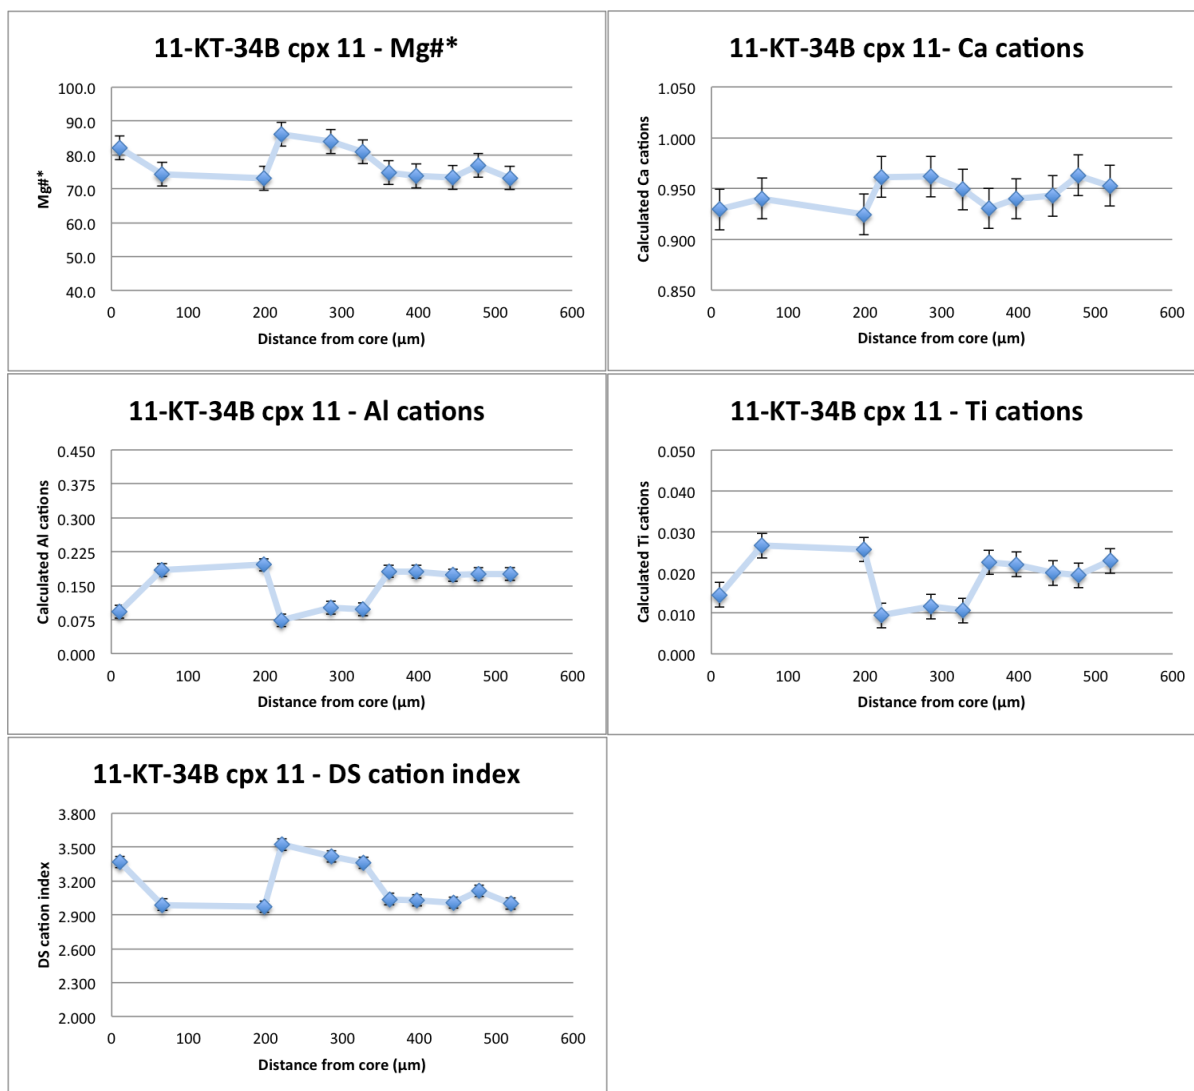 11-KT-34B cpx 11 - Mg#*
100.0
90.0
80.0
70.0
60.0
50.0
40.0
Mg#*
0 100 200 300 400 500 600
Distance from core (µm)
11-KT-34B cpx 11- Ca cations
1.050
1.000
0.950
0.900
0.850
Calculated Ca cations
0 100 200 300 400 500 600
Distance from core (µm)
11-KT-34B cpx 11 - Al cations
0.450
0.375
0.300
0.225
0.150
0.075
0.000
Calculated Al cations
0 100 200 300 400 500 600
Distance from core (µm)
11-KT-34B cpx 11 - Ti cations
0.050
0.040
0.030
0.020
0.010
0.000
Calculated Ti cations
0 100 200 300 400 500 600
Distance from core (µm)
11-KT-34B cpx 11 - DS cation index
3.800
3.500
3.200
2.900
2.600
2.300
2.000
DS cation index
0 100 200 300 400 500 600
Distance from core (µm)